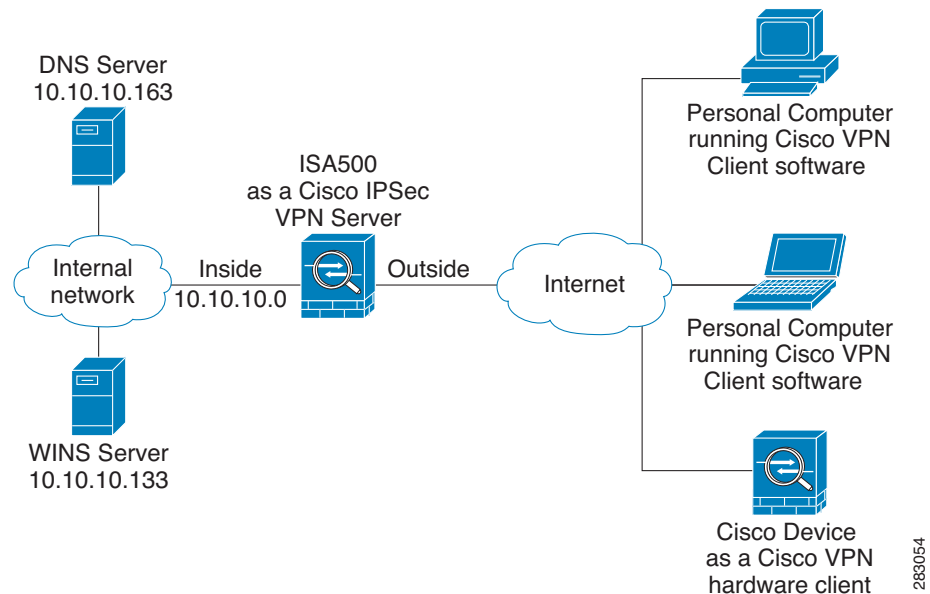 DNS Server
10.10.10.163
ISA500
as a Cisco IPSec
VPN Server
Personal Computer
running Cisco VPN
Client software
Internal
network
Inside
10.10.10.0
Outside
Internet
Personal Computer
running Cisco VPN
Client software
WINS Server
10.10.10.133
Cisco Device
as a Cisco VPN
hardware client
283054